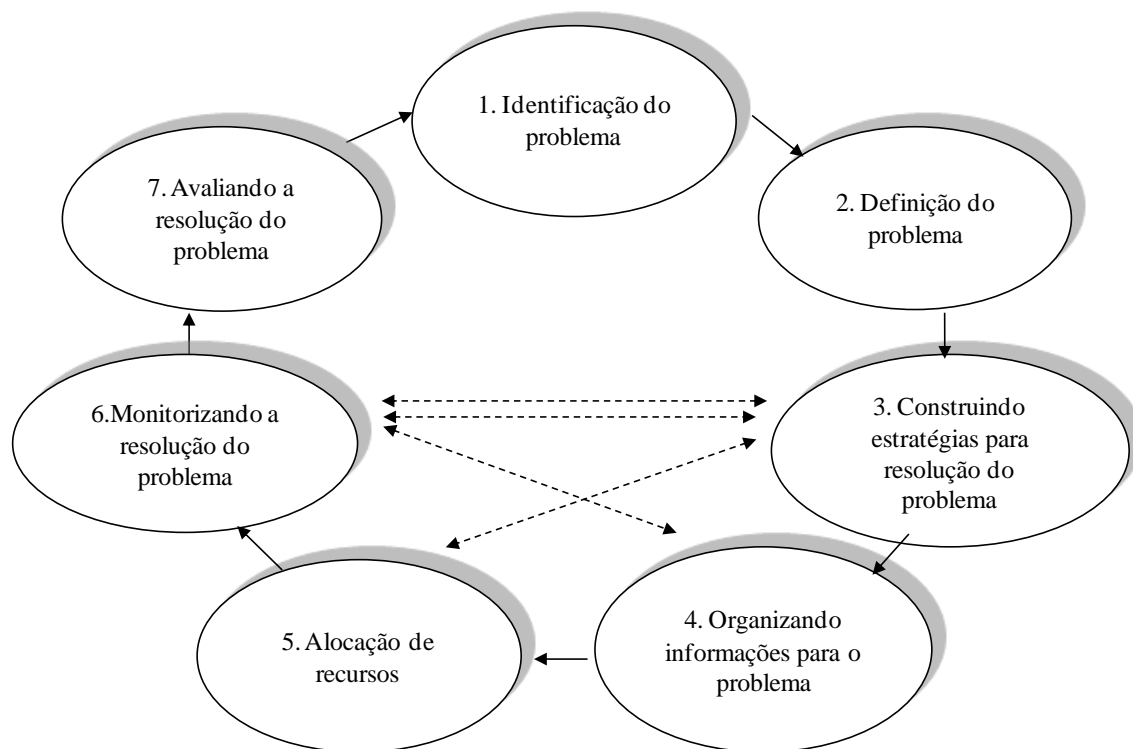 1. Identificação do
problema
2. Definição do
problema
3. Construindo
estratégias para
resolução do
problema
4. Organizando
informações para o
problema
5. Alocação de
recursos
6.Monitorizando a
resolução do
problema
7. Avaliando a
resolução do
problema